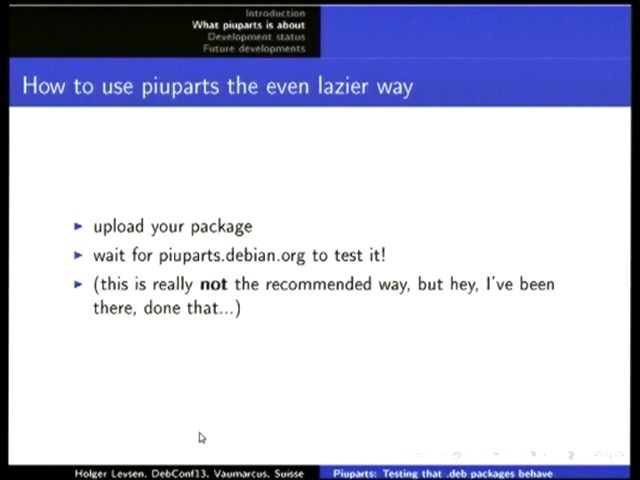 Introduction
What piuparts is about
Development status
Future developments
How to use piuparts the even lazier way
upload your package
wait for piuparts.debian.org to test it!
(this is really not the recommended way, but hey, I've been
there, done that...)
Holger Levsen, DebConf13, Vaumarcus, Suisse
Piuparts: Testing that .deb packages behave